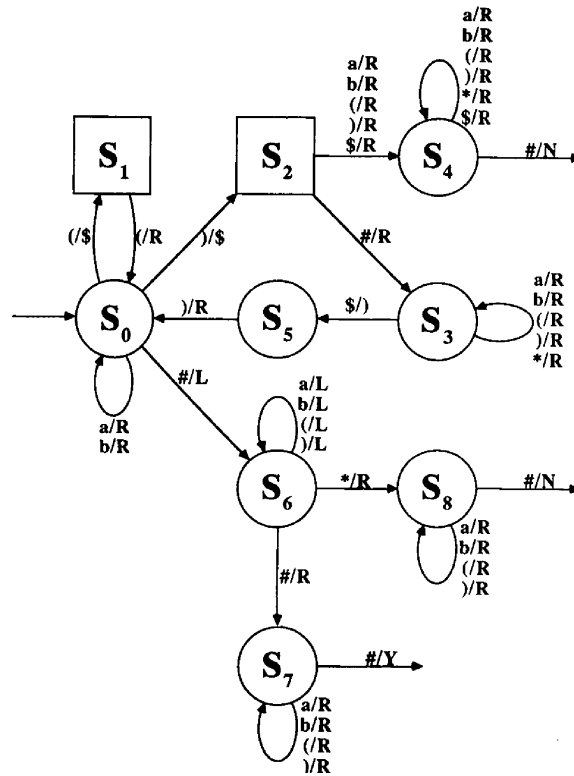 a/R
b/R
(/R
)/R
*/R
$/R
a/R
b/R
(/R
)/R
$/R
S1
S2
S4
#/N
(/$
(/R
)/$
#/R
S0
)/R
S5
$/)
S3
a/R
b/R
(/R
)/R
*/R
#/L
a/R
b/R
a/L
b/L
(/L
)/L
S6
*/R
S8
#/N
a/R
b/R
(/R
)/R
#/R
S7
#/Y
a/R
b/R
(/R
)/R